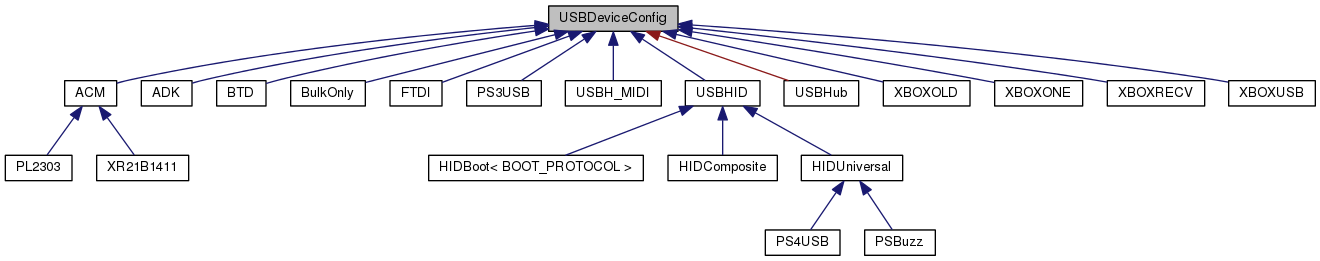 USBDeviceConfig
ACM
ADK
BTD
BulkOnly
FTDI
PS3USB
USBH_MIDI
USBHID
USBHub
XBOXOLD
XBOXONE
XBOXRECV
XBOXUSB
PL2303
XR21B1411
HIDBoot< BOOT_PROTOCOL >
HIDComposite
HIDUniversal
PS4USB
PSBuzz